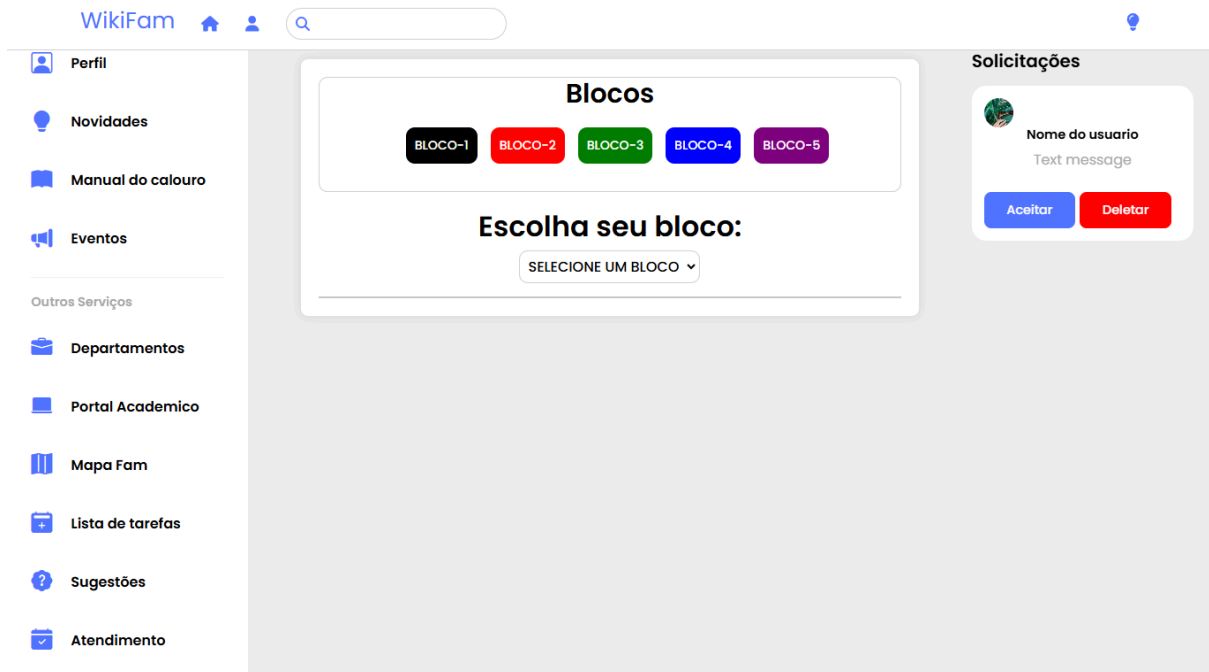 WikiFam
Perfil
Novidades
Manual do calouro
Eventos
Outros Serviços
Departamentos
Portal Academico
Mapa Fam
Lista de tarefas
Sugestões
Atendimento
Blocos
BLOCO-1 BLOCO-2 BLOCO-3 BLOCO-4 BLOCO-5
Escolha seu bloco:
SELECIONE UM BLOCO
Solicitações
Nome do usuario
Text message
Aceitar Deletar